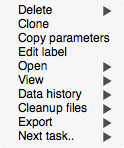 Delete
Clone
Copy parameters
Edit label
Open
View
Data history
Cleanup files
Export
Next task..